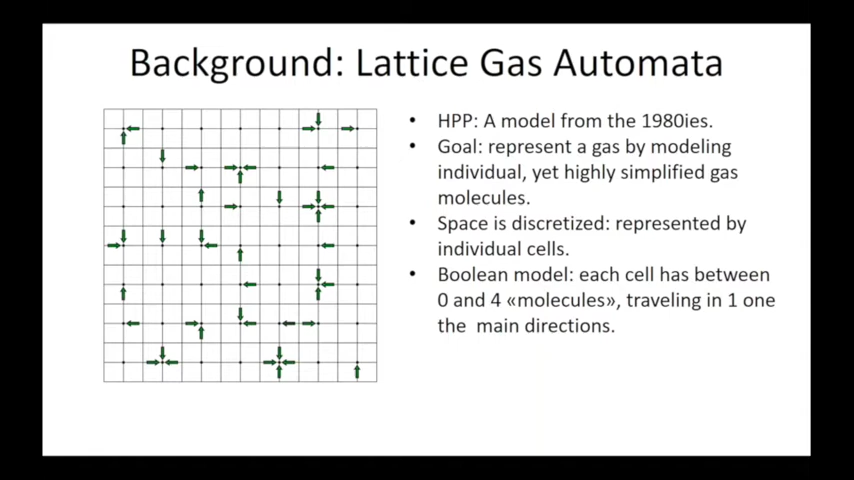 Background: Lattice Gas Automata
• HPP: A model from the 1980ies.
• Goal: represent a gas by modeling
individual, yet highly simplified gas
molecules.
• Space is discretized: represented by
individual cells.
• Boolean model: each cell has between
0 and 4 «molecules», traveling in 1 one
the main directions.